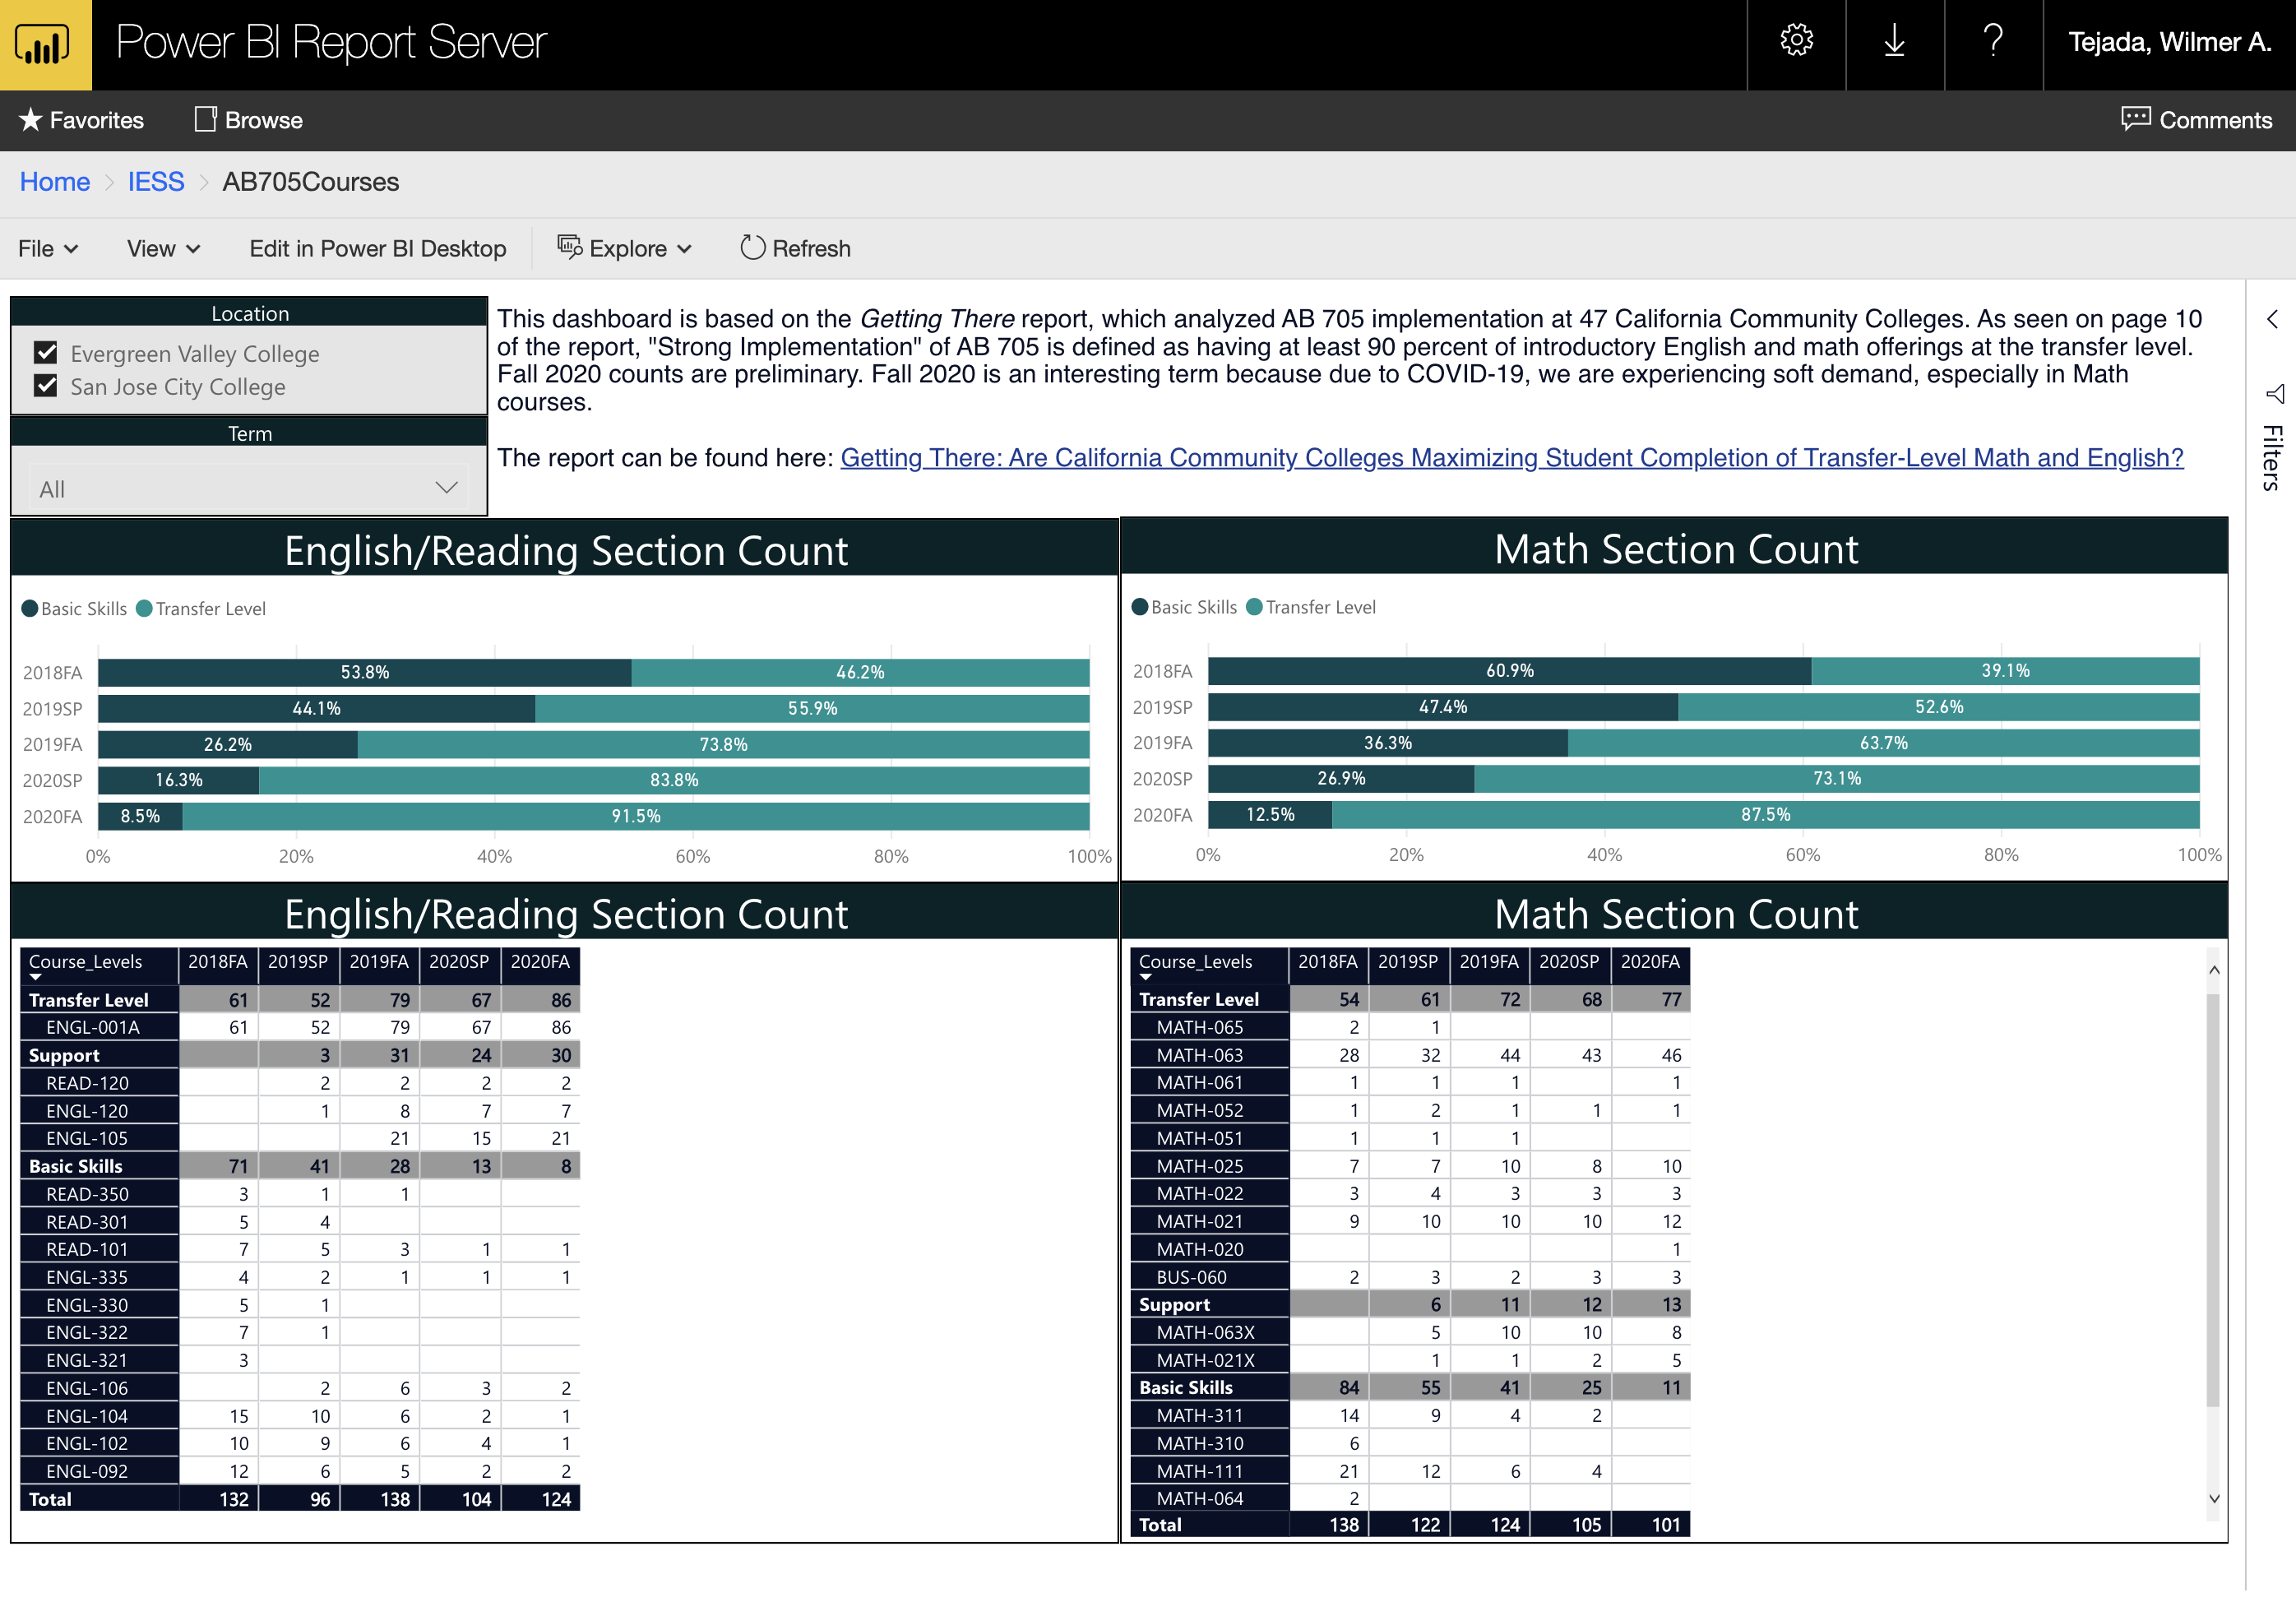 Power BI Report Server
Tejada, Wilmer A.
Favorites Browse Comments
Home > IESS > AB705Courses
File View Edit in Power BI Desktop Explore Refresh
Location
Evergreen Valley College
San Jose City College
Term
All
This dashboard is based on the Getting There report, which analyzed AB 705 implementation at 47 California Community Colleges. As seen on page 10
of the report, "Strong Implementation" of AB 705 is defined as having at least 90 percent of introductory English and math offerings at the transfer level.
Fall 2020 counts are preliminary. Fall 2020 is an interesting term because due to COVID-19, we are experiencing soft demand, especially in Math
courses.
The report can be found here: Getting There: Are California Community Colleges Maximizing Student Completion of Transfer-Level Math and English?
Filters
English/Reading Section Count
Basic Skills Transfer Level
2018FA 53.8% 46.2%
2019SP 44.1% 55.9%
2019FA 26.2% 73.8%
2020SP 16.3% 83.8%
2020FA 8.5% 91.5%
0% 20% 40% 60% 80% 100%
Math Section Count
Basic Skills Transfer Level
2018FA 60.9% 39.1%
2019SP 47.4% 52.6%
2019FA 36.3% 63.7%
2020SP 26.9% 73.1%
2020FA 12.5% 87.5%
0% 20% 40% 60% 80% 100%
English/Reading Section Count
Course_Levels 2018FA 2019SP 2019FA 2020SP 2020FA
Transfer Level 61 52 79 67 86
ENGL-001A 61 52 79 67 86
Support 3 31 24 30
READ-120 2 2 2 2
ENGL-120 1 8 7 7
ENGL-105 21 15 21
Basic Skills 71 41 28 13 8
READ-350 3 1 1
READ-301 5 4
READ-101 7 5 3 1 1
ENGL-335 4 2 1 1 1
ENGL-330 5 1
ENGL-322 7 1
ENGL-321 3
ENGL-106 2 6 3 2
ENGL-104 15 10 6 2 1
ENGL-102 10 9 6 4 1
ENGL-092 12 6 5 2 2
Total 132 96 138 104 124
Math Section Count
Course_Levels 2018FA 2019SP 2019FA 2020SP 2020FA
Transfer Level 54 61 72 68 77
MATH-065 2 1
MATH-063 28 32 44 43 46
MATH-061 1 1 1 1
MATH-052 1 2 1 1 1
MATH-051 1 1 1
MATH-025 7 7 10 8 10
MATH-022 3 4 3 3 3
MATH-021 9 10 10 10 12
MATH-020 1
BUS-060 2 3 2 3 3
Support 6 11 12 13
MATH-063X 5 10 10 8
MATH-021X 1 1 2 5
Basic Skills 84 55 41 25 11
MATH-311 14 9 4 2
MATH-310 6
MATH-111 21 12 6 4
MATH-064 2
Total 138 122 124 105 101